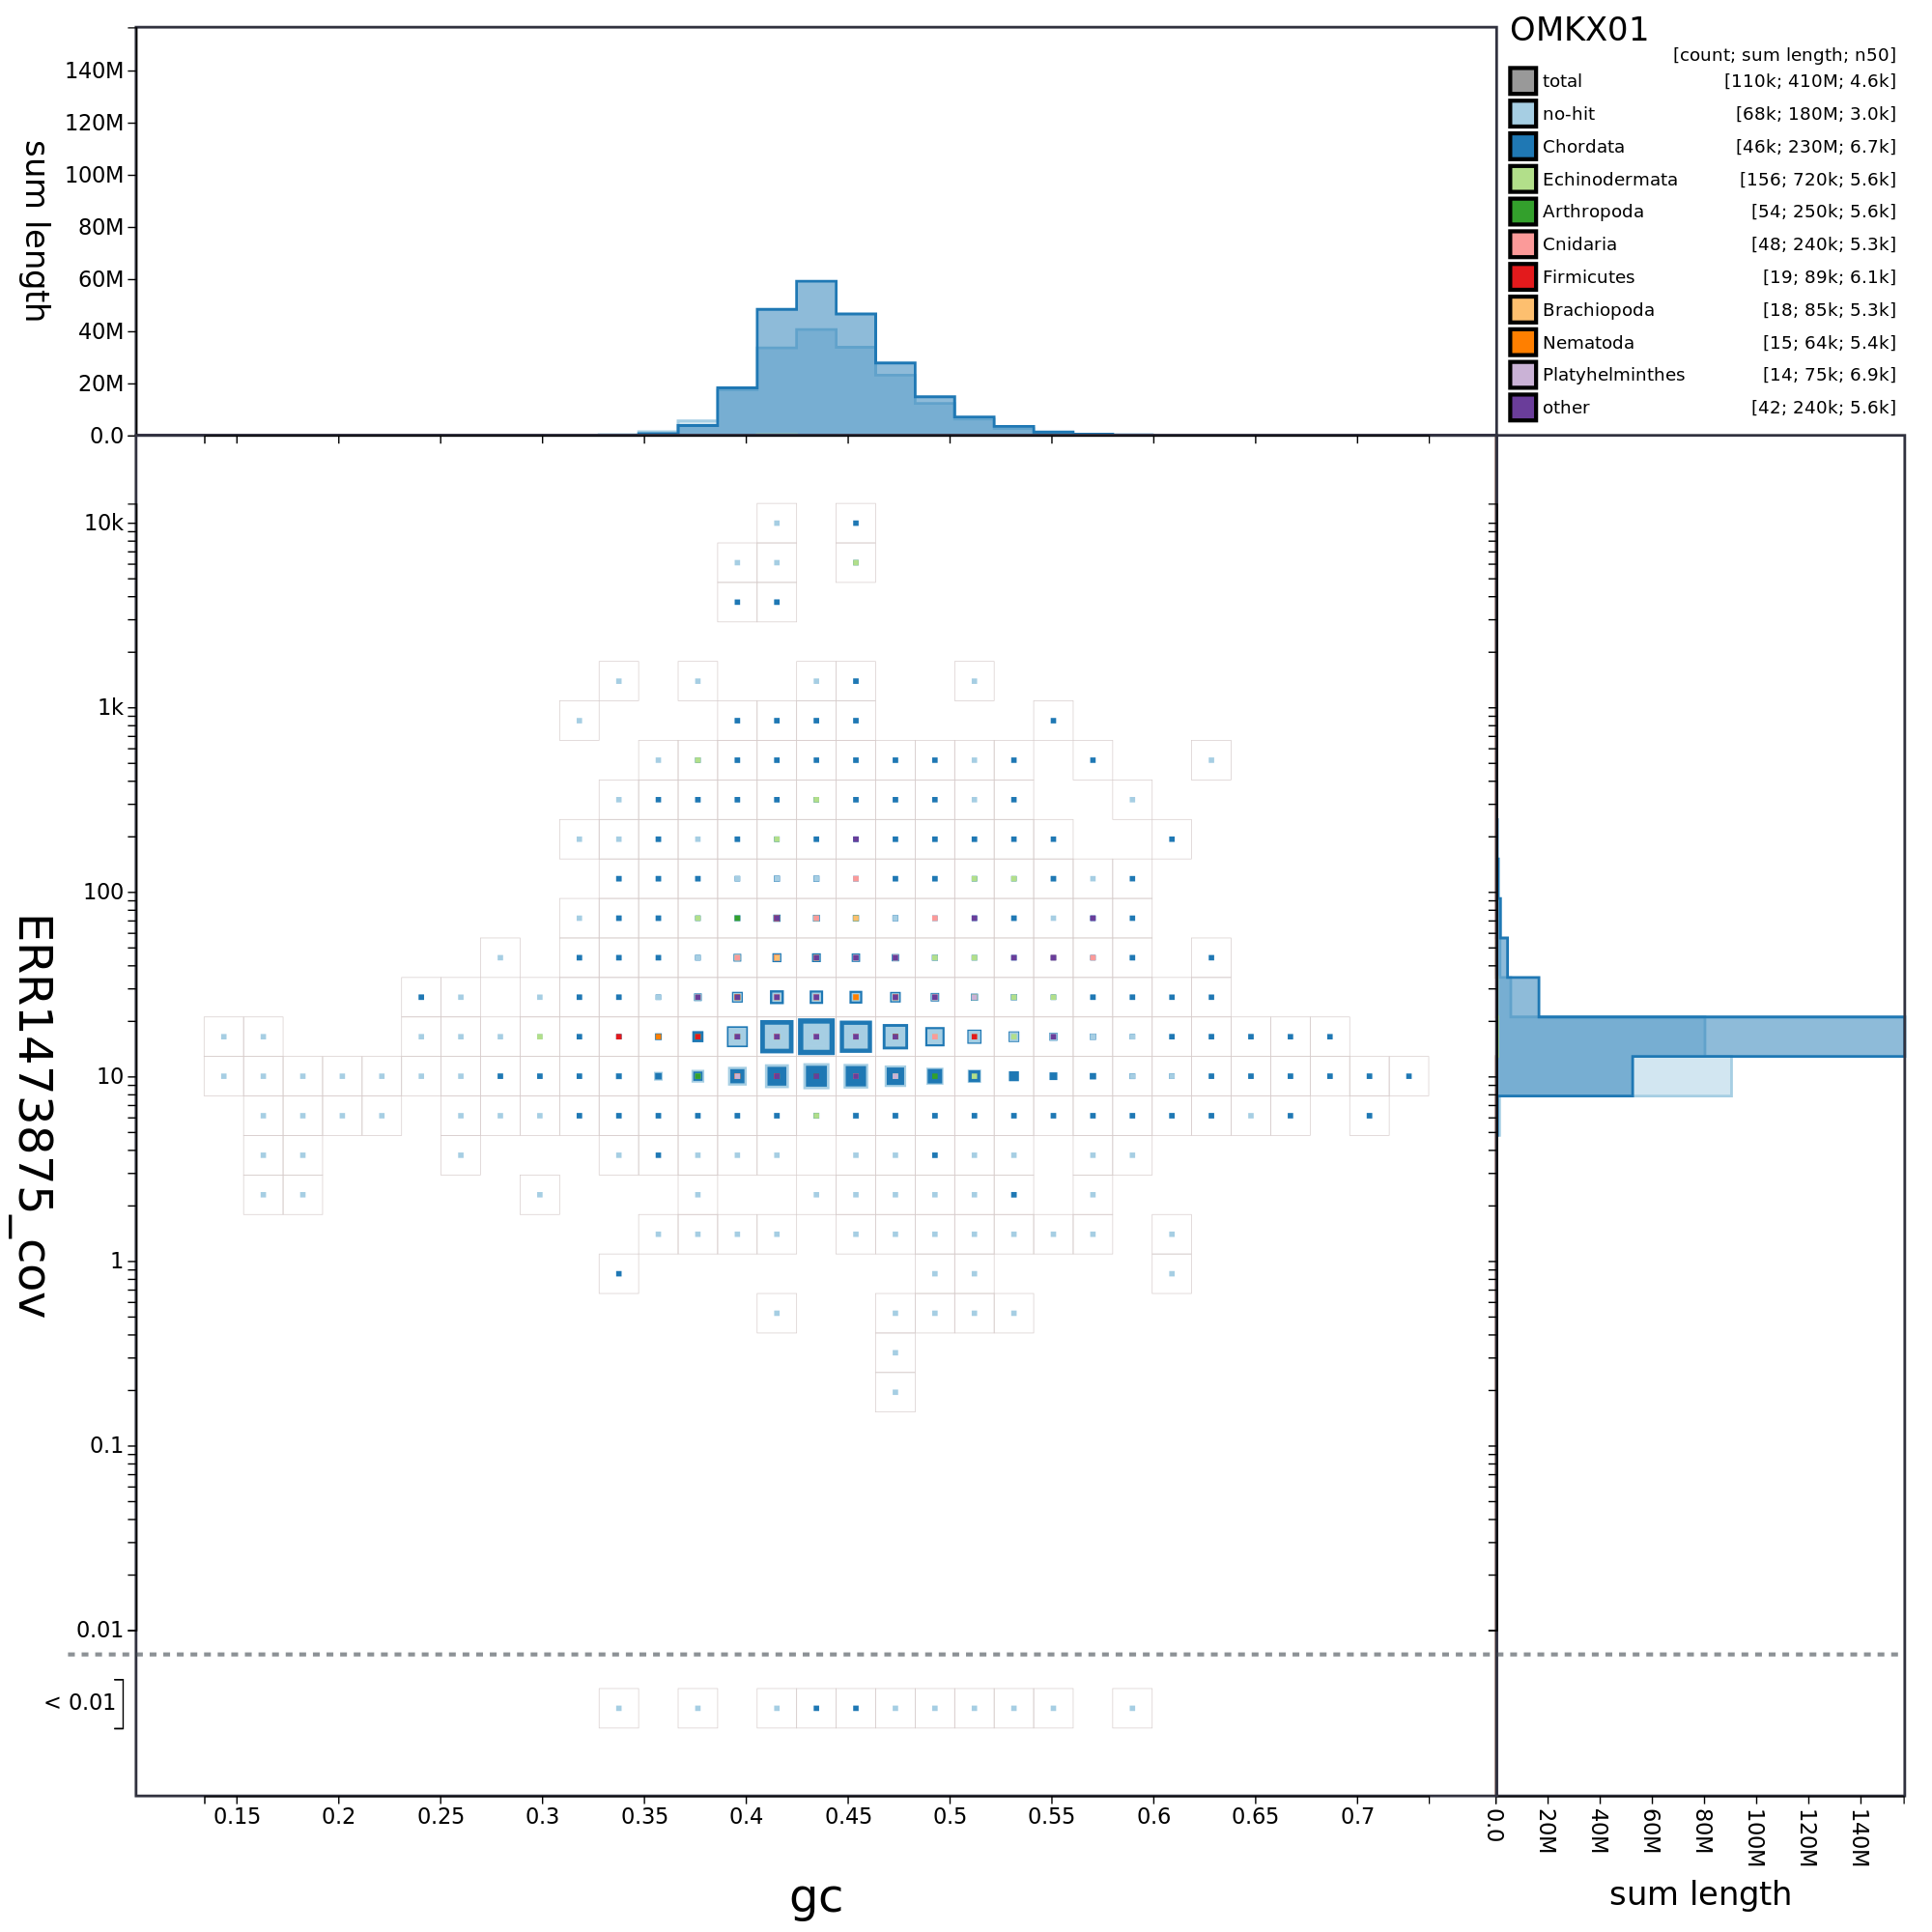 OMKX01
[count; sum length; n50]
total [110k; 410M; 4.6k]
no-hit [68k; 180M; 3.0k]
Chordata [46k; 230M; 6.7k]
Echinodermata [156; 720k; 5.6k]
Arthropoda [54; 250k; 5.6k]
Cnidaria [48; 240k; 5.3k]
Firmicutes [19; 89k; 6.1k]
Brachiopoda [18; 85k; 5.3k]
Nematoda [15; 64k; 5.4k]
Platyhelminthes [14; 75k; 6.9k]
other [42; 240k; 5.6k]
sum length
140M
120M
100M
80M
60M
40M
20M
0.0
ERR1473875_cov
10k
1k
100
10
1
0.1
0.01
< 0.01
0.15 0.2 0.25 0.3 0.35 0.4 0.45 0.5 0.55 0.6 0.65 0.7
gc
0.0 20M 40M 60M 80M 100M 120M 140M
sum length